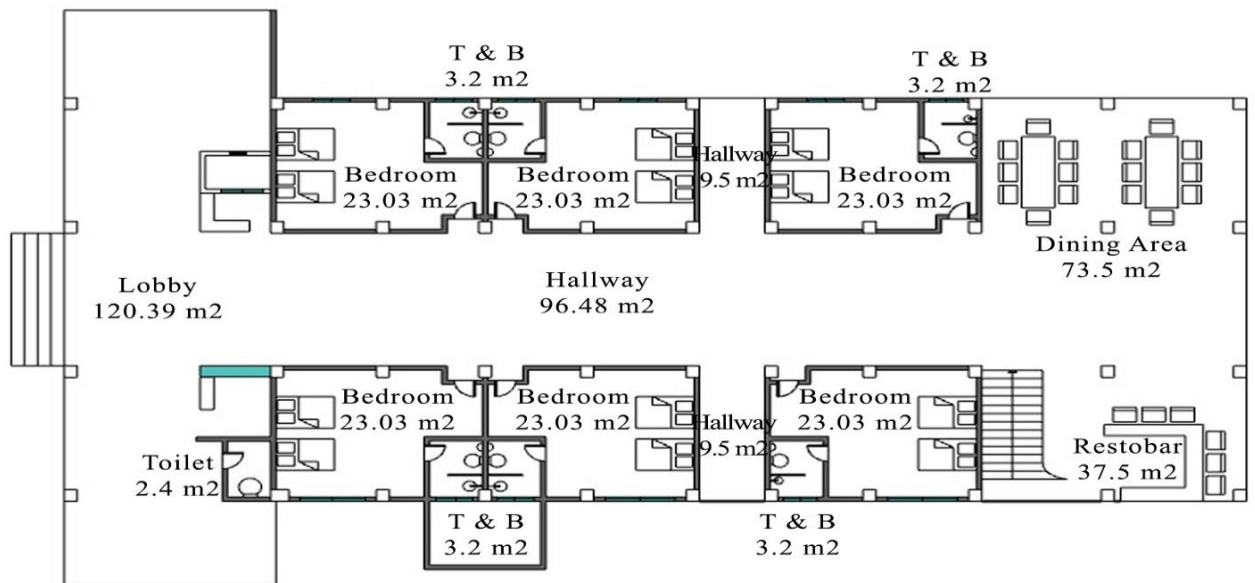 T & B
3.2 m2
T & B
3.2 m2
Bedroom
23.03 m2
Bedroom
23.03 m2
Hallway
9.5 m2
Bedroom
23.03 m2
Dining Area
73.5 m2
Lobby
120.39 m2
Hallway
96.48 m2
Bedroom
23.03 m2
Bedroom
23.03 m2
Hallway
9.5 m2
Bedroom
23.03 m2
Restobar
37.5 m2
Toilet
2.4 m2
T & B
3.2 m2
T & B
3.2 m2